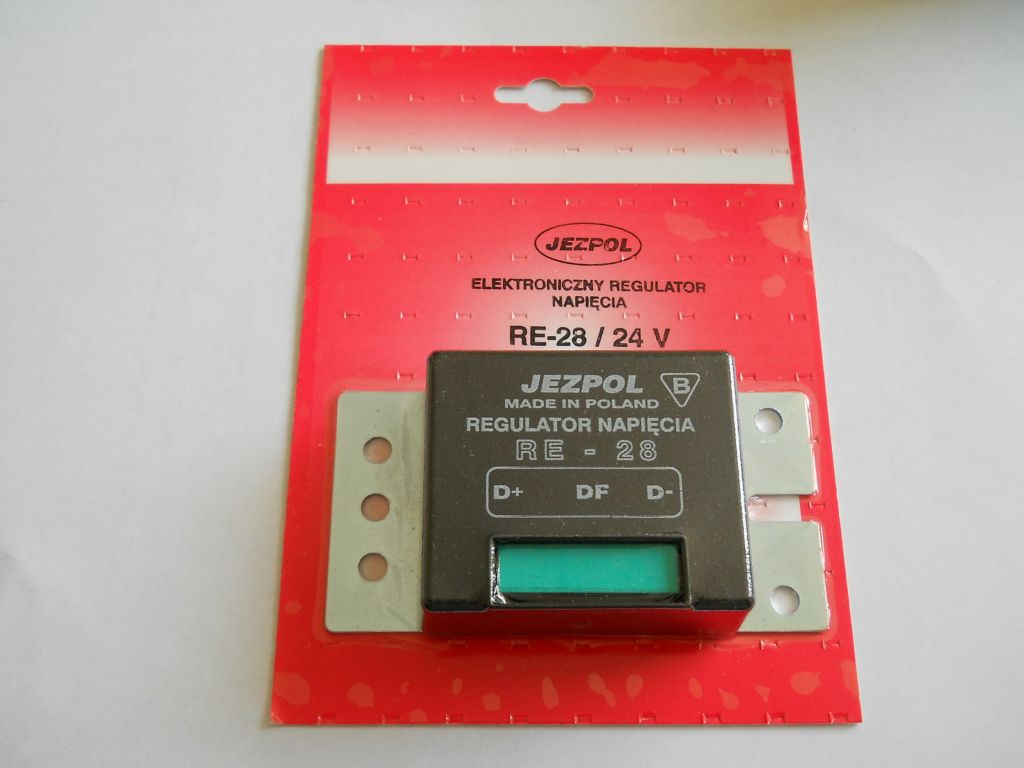 JEZPOL
ELEKTRONICZNY REGULATOR
NAPIĘCIA
RE-28 / 24 V
JEZPOL B
MADE IN POLAND
REGULATOR NAPIĘCIA
RE - 28
D+ DF D-